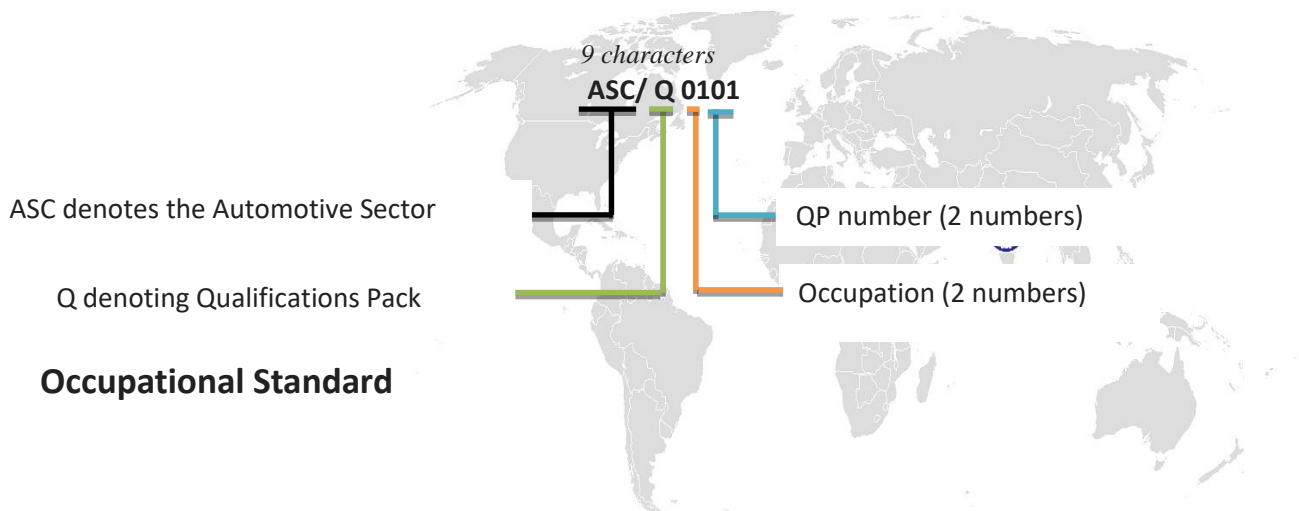 9 characters
ASC/ Q 0101
ASC denotes the Automotive Sector
QP number (2 numbers)
Q denoting Qualifications Pack
Occupation (2 numbers)
Occupational Standard